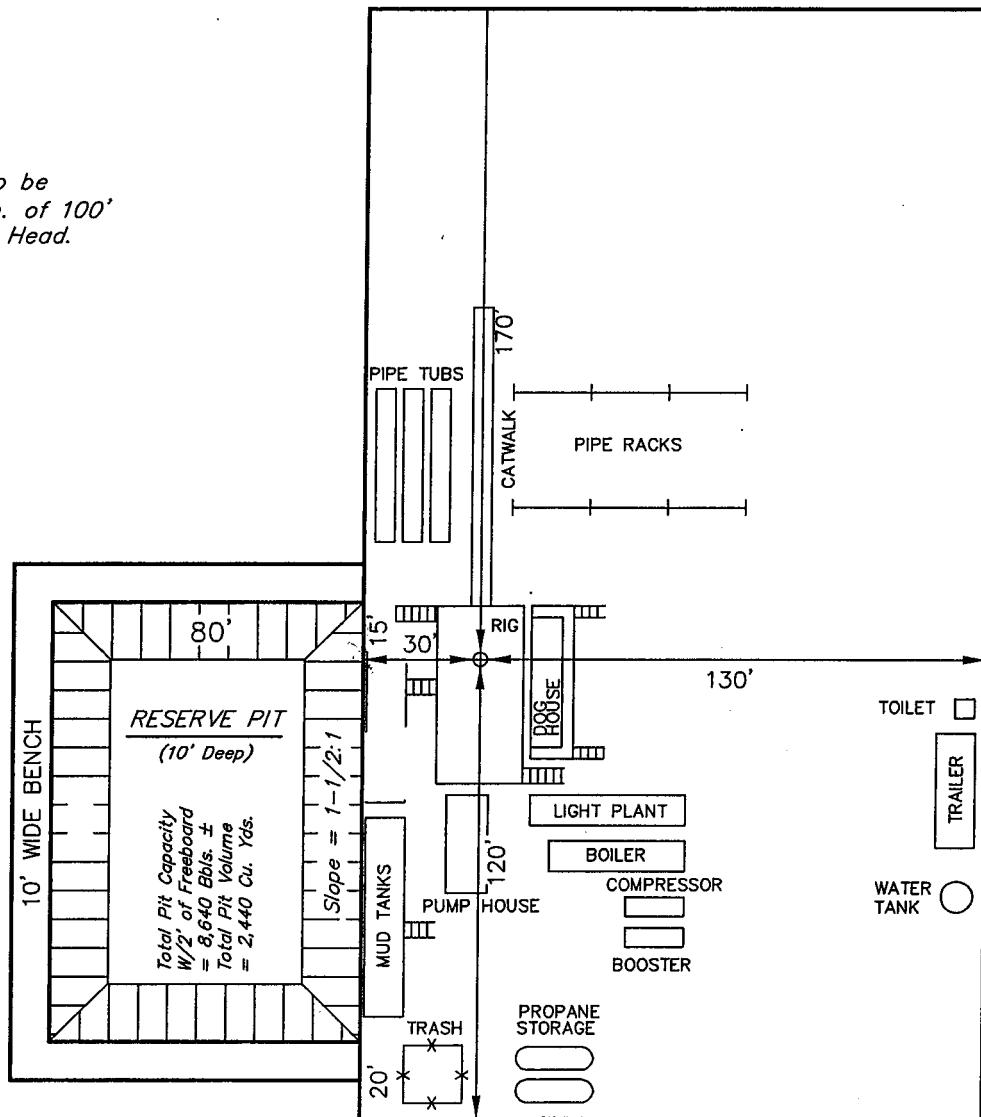 o be
. of 100'
Head.
170'
PIPE TUBS
CATWALK
PIPE RACKS
80'
15'
30'
RIG
130'
DOG
HOUSE
RESERVE PIT
(10' Deep)
TOILET
TRAILER
10' WIDE BENCH
Slope = 1-1/2:1
Total Pit Capacity
W/2' of Freeboard
= 8,640 Bbls. ±
Total Pit Volume
= 2,440 Cu. Yds.
MUD TANKS
LIGHT PLANT
BOILER
120'
PUMP HOUSE
COMPRESSOR
WATER
TANK
BOOSTER
TRASH
PROPANE
STORAGE
20'